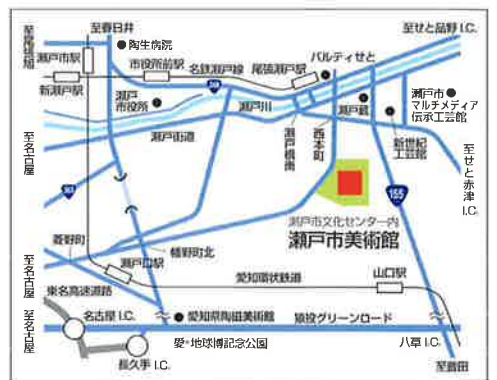 至春日井
至せと品野I.C.
至尾張旭
瀬戸市駅
陶生病院
市役所前駅
名鉄瀬戸線
尾張瀬戸駅
パルティせと
新瀬戸駅
瀬戸
市役所
瀬戸川
瀬戸蔵
瀬戸市
マルチメディア
伝承工芸館
新世紀
工芸館
瀬戸街道
瀬戸橋南
西本町
至名古屋
至せと赤津I.C.
363
155
瀬戸市文化センター内
瀬戸市美術館
菱野町
瀬戸口駅
幡野町北
至名古屋
愛知環状鉄道
山口駅
東名高速道路
名古屋I.C.
愛知県陶磁美術館
猿投グリーンロード
至名古屋
愛・地球博記念公園
八草I.C.
長久手I.C.
至豊田